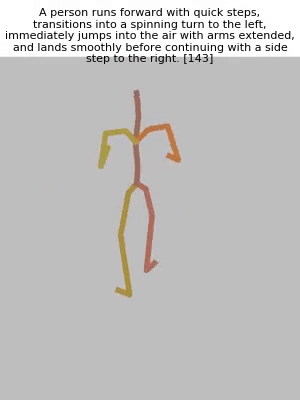 A person runs forward with quick steps,
transitions into a spinning turn to the left,
immediately jumps into the air with arms extended,
and lands smoothly before continuing with a side
step to the right. [143]